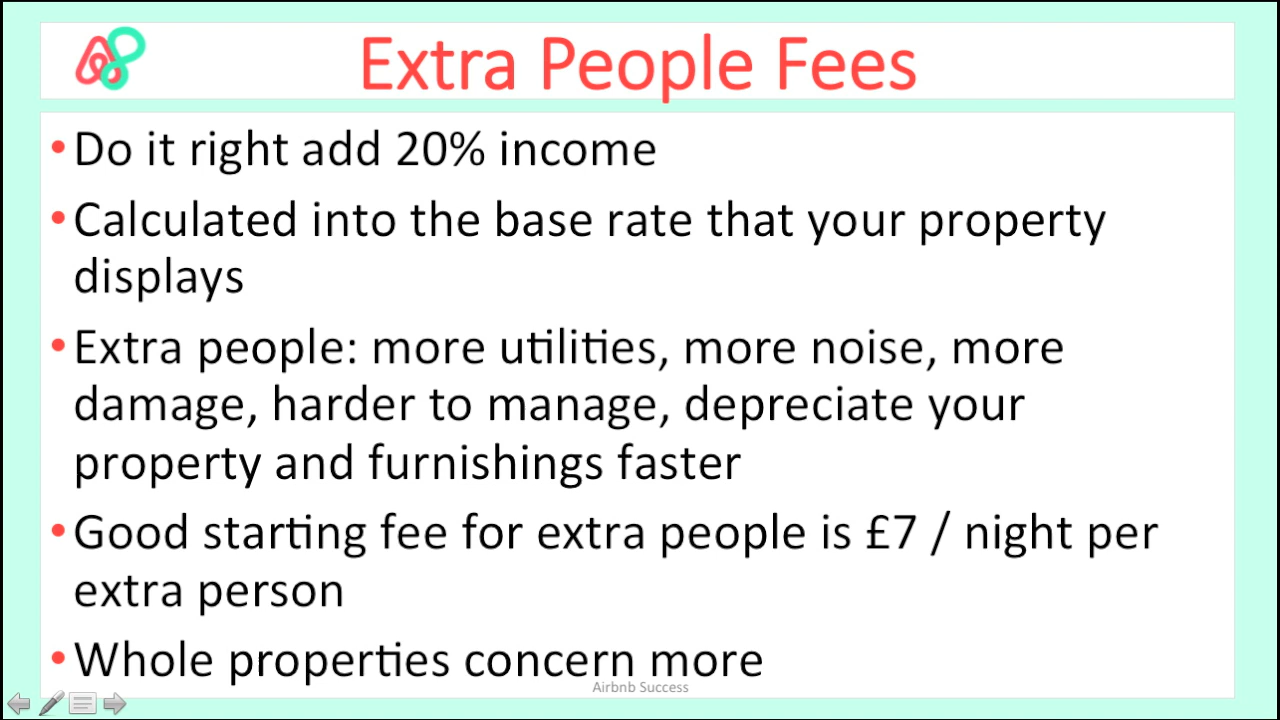 Extra People Fees
•Do it right add 20% income
•Calculated into the base rate that your property
displays
•Extra people: more utilities, more noise, more
damage, harder to manage, depreciate your
property and furnishings faster
•Good starting fee for extra people is £7 / night per
extra person
•Whole properties concern more
Airbnb Success